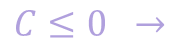 C ≤ 0 →